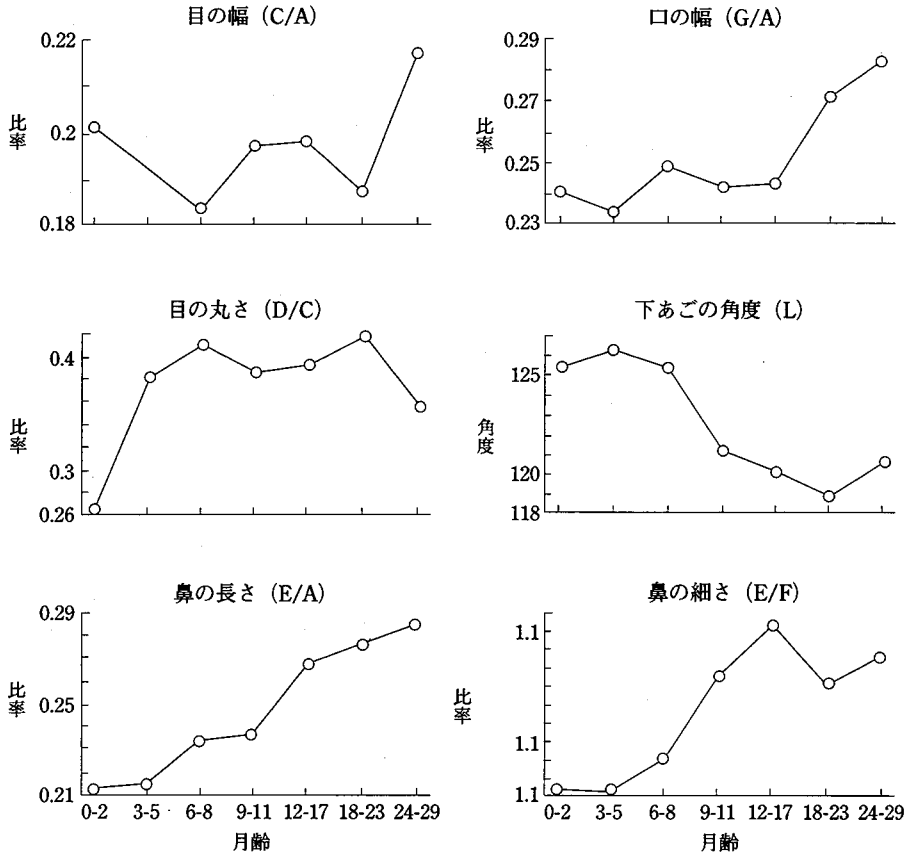 目の幅（C/A）
0.22
0.2
0.18
比率
口の幅（G/A）
0.29
0.27
0.25
0.23
比率
目の丸さ（D/C）
0.4
0.3
0.26
比率
下あごの角度（L）
125
120
118
角度
鼻の長さ（E/A）
0.29
0.25
0.21
比率
0-2 3-5 6-8 9-11 12-17 18-23 24-29
月齢
鼻の細さ（E/F）
1.1
1.1
1.1
比率
0-2 3-5 6-8 9-11 12-17 18-23 24-29
月齢